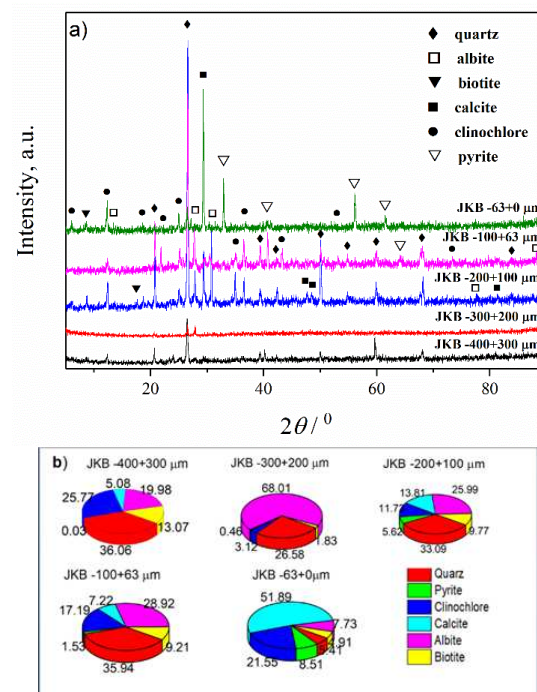 a)
quartz
albite
biotite
calcite
clinochlore
pyrite
Intensity, a.u.
JKB -63+0 μm
JKB -100+63 μm
JKB -200+100 μm
JKB -300+200 μm
JKB -400+300 μm
20 40 60 80
2θ/ ⁰
b)
JKB -400+300 μm
5.08
19.98
25.77
13.07
0.03
36.06
JKB -300+200 μm
68.01
0.46
3.12
1.83
26.58
JKB -200+100 μm
13.81
25.99
11.72
5.62
9.77
33.09
JKB -100+63 μm
7.22
28.92
17.19
1.53
9.21
35.94
JKB -63+0μm
51.89
7.73
21.55
8.51
Quarz
Pyrite
Clinochlore
Calcite
Albite
Biotite